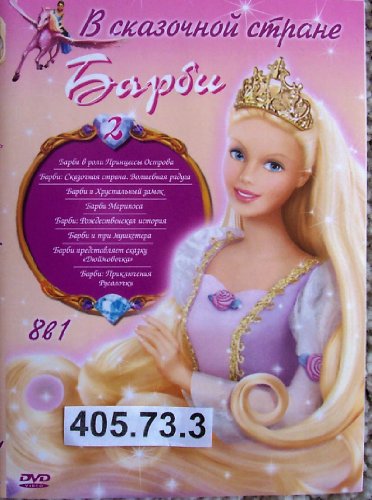 В сказочной стране
Барби
2
Барби в роли Принцессы Острова
Барби: Сказочная страна. Волшебная радуга
Барби и Хрустальный замок
Барби Марипоса
Барби: Рождественская история
Барби и три мушкетера
Барби представляет сказку
«Дюймовочка»
Барби: Приключения
Русалочки
8в1
405.73.3
DVD
VIDEO